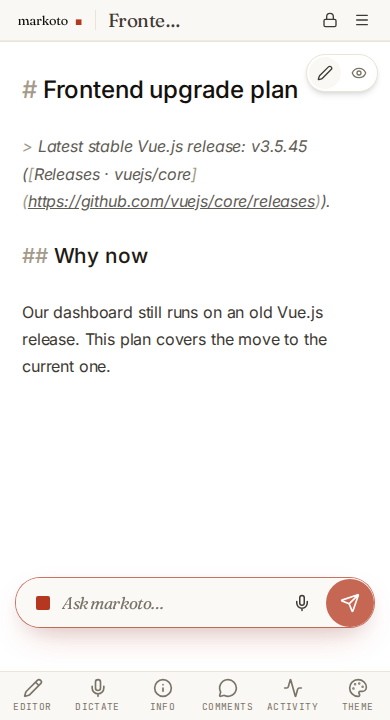 markoto
Fronte...
# Frontend upgrade plan
> Latest stable Vue.js release: v3.5.45
([Releases · vuejs/core]
(https://github.com/vuejs/core/releases)).
## Why now
Our dashboard still runs on an old Vue.js
release. This plan covers the move to the
current one.
Ask markoto...
EDITOR
DICTATE
INFO
COMMENTS
ACTIVITY
THEME